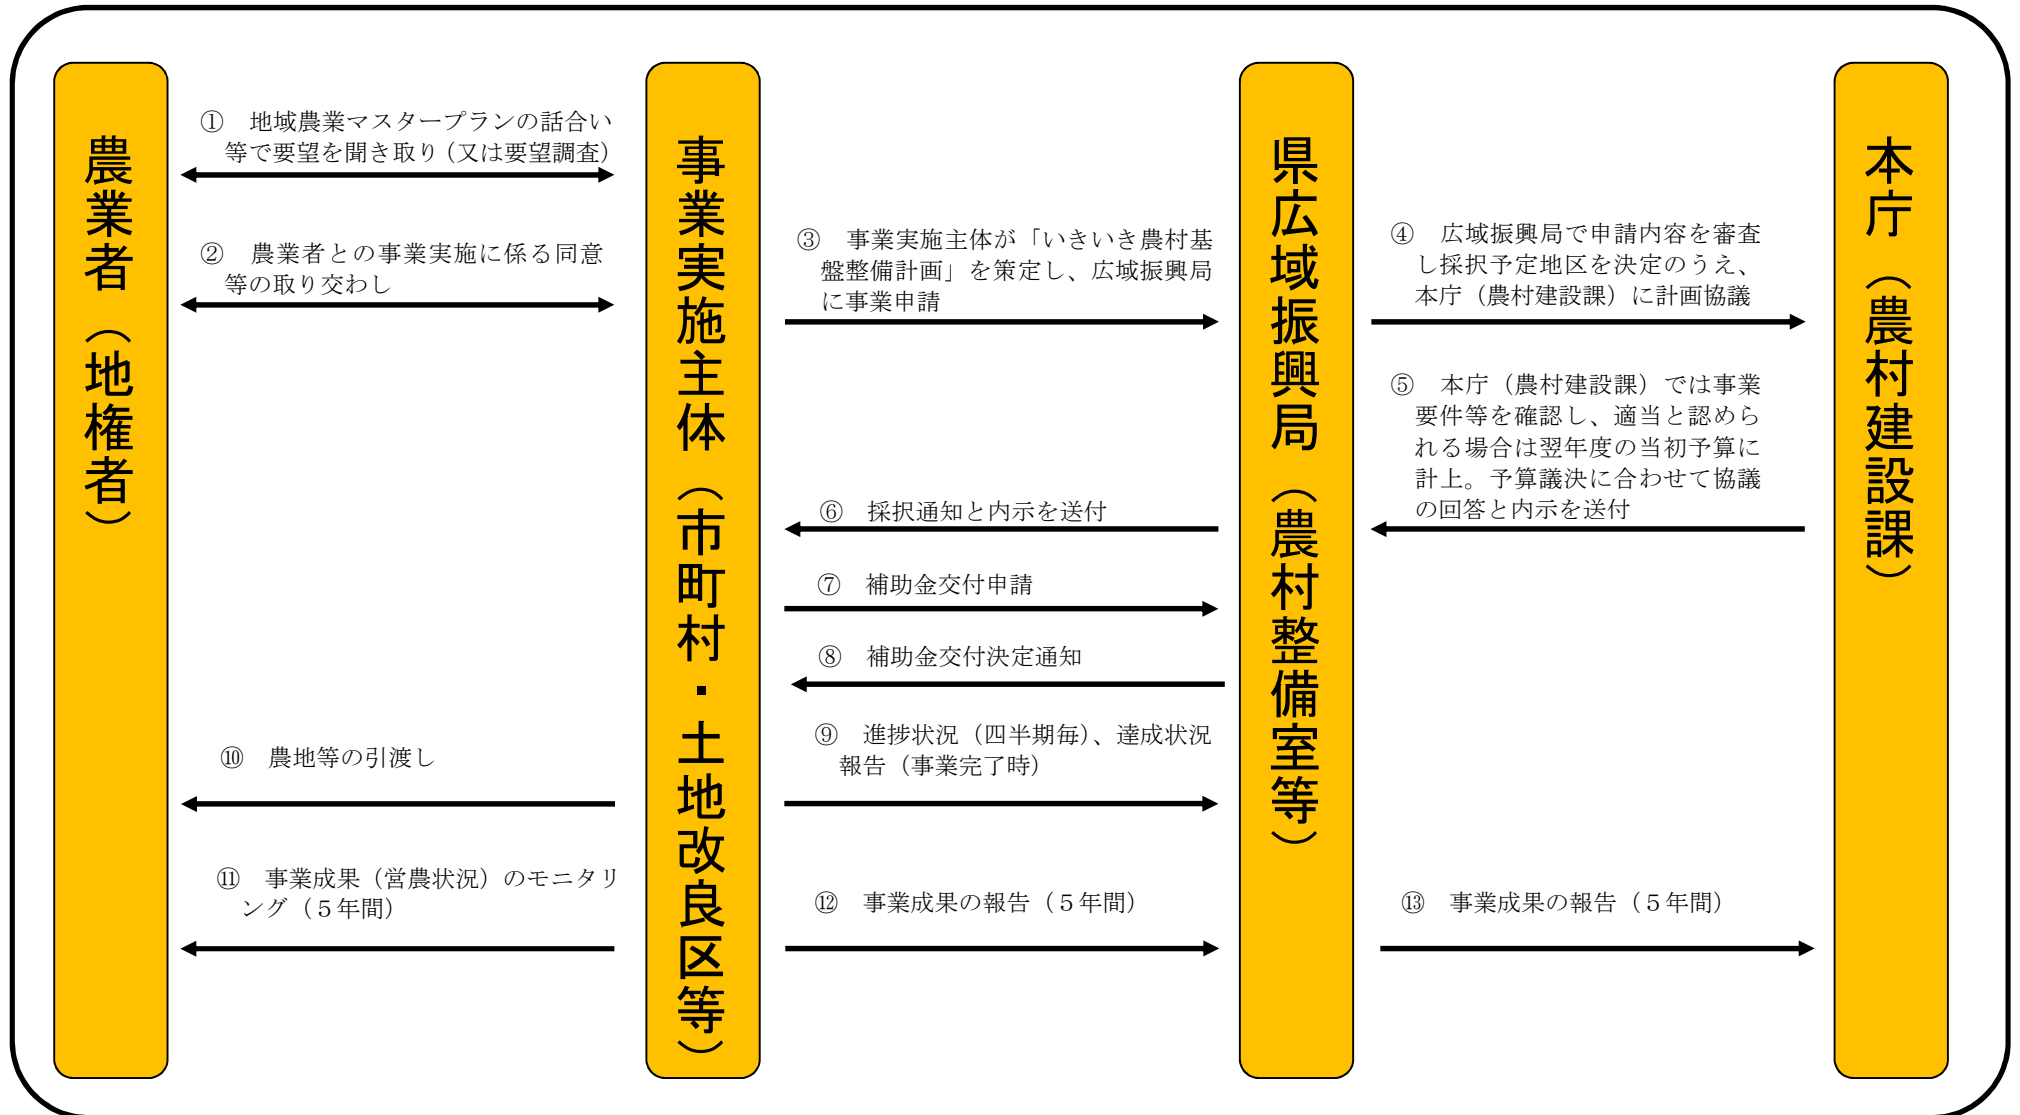 農業者（地権者）
① 地域農業マスタープランの話合い
等で要望を聞き取り（又は要望調査）
② 農業者との事業実施に係る同意
等の取り交わし
⑩ 農地等の引渡し
⑪ 事業成果（営農状況）のモニタリ
ング（５年間）
事業実施主体（市町村・土地改良区等）
③ 事業実施主体が「いきいき農村基
盤整備計画」を策定し、広域振興局
に事業申請
⑥ 採択通知と内示を送付
⑦ 補助金交付申請
⑧ 補助金交付決定通知
⑨ 進捗状況（四半期毎）、達成状況
報告（事業完了時）
⑫ 事業成果の報告（５年間）
県広域振興局（農村整備室等）
④ 広域振興局で申請内容を審査
し採択予定地区を決定のうえ、
本庁（農村建設課）に計画協議
⑤ 本庁（農村建設課）では事業
要件等を確認し、適当と認めら
れる場合は翌年度の当初予算に
計上。予算議決に合わせて協議
の回答と内示を送付
⑬ 事業成果の報告（５年間）
本庁（農村建設課）